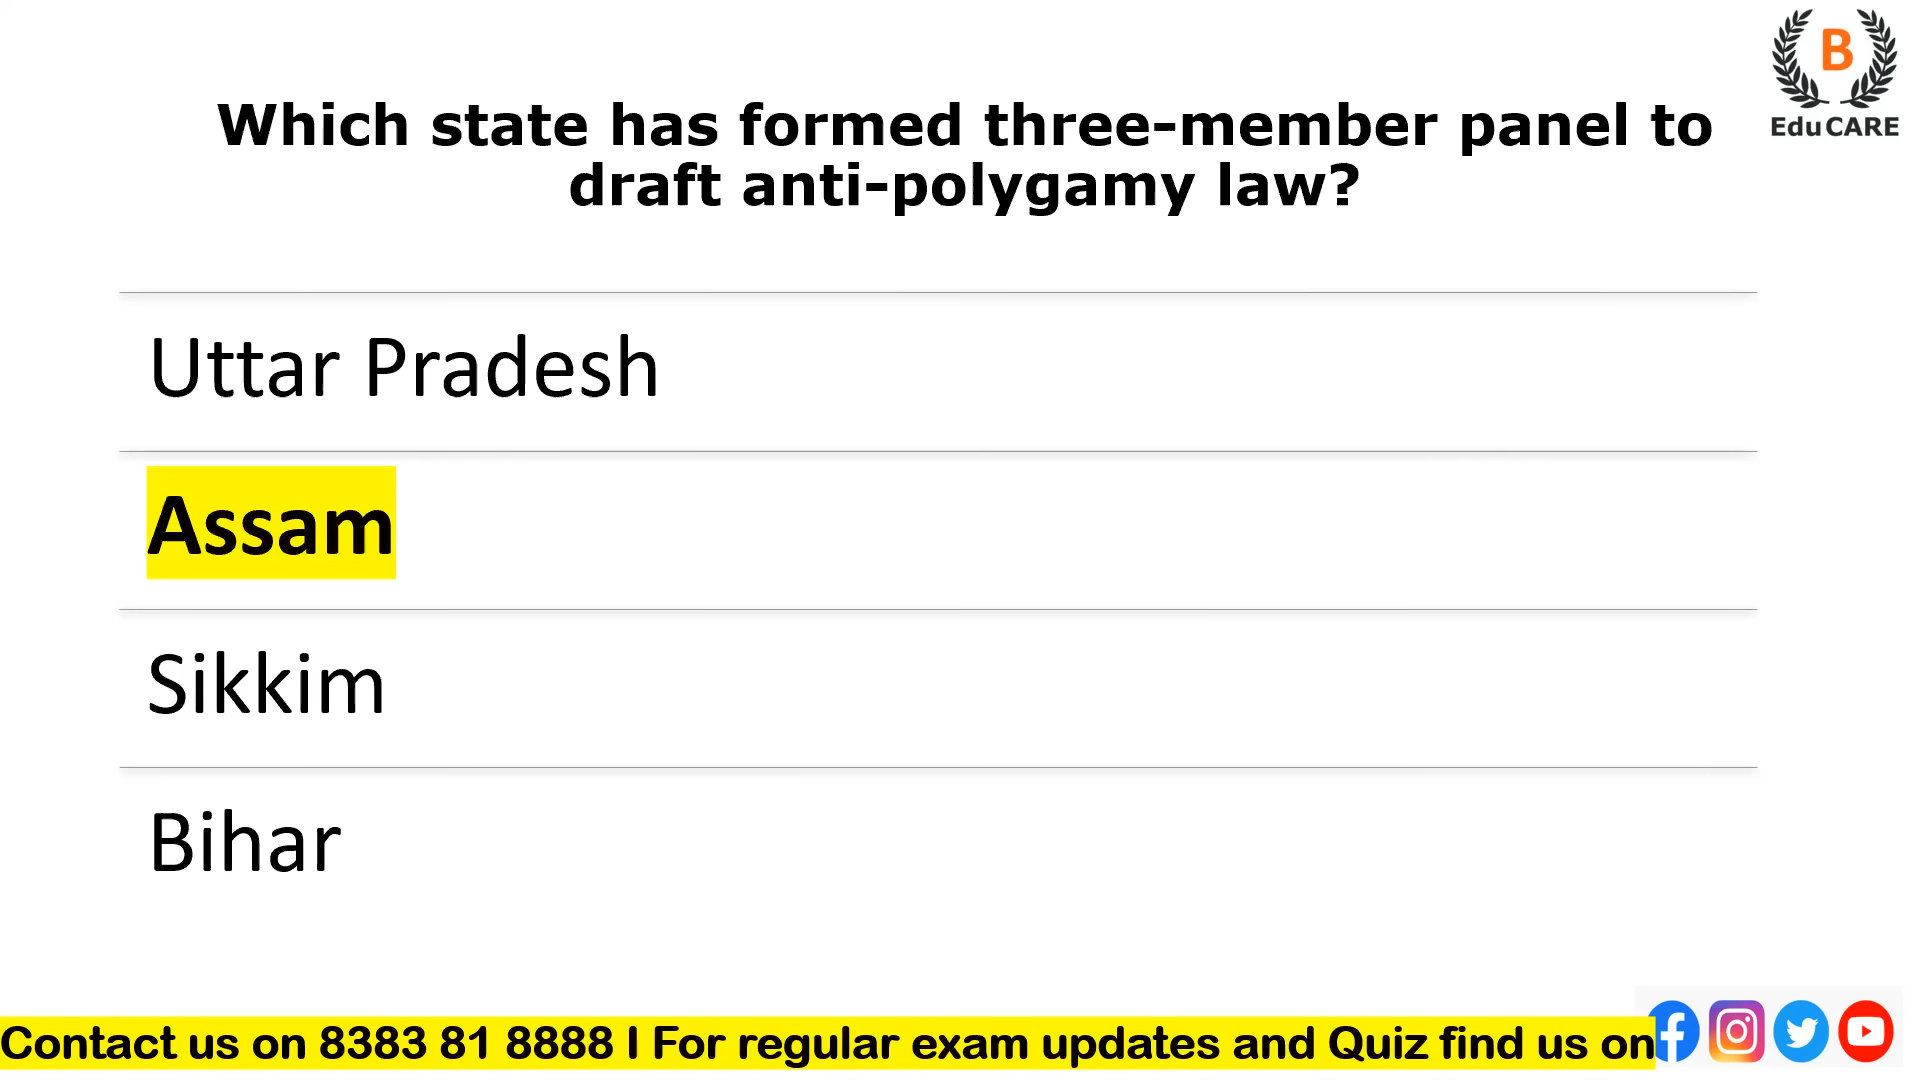 B
EduCARE
Which state has formed three-member panel to
draft anti-polygamy law?
Uttar Pradesh
Assam
Sikkim
Bihar
Contact us on 8383 81 8888 I For regular exam updates and Quiz find us on